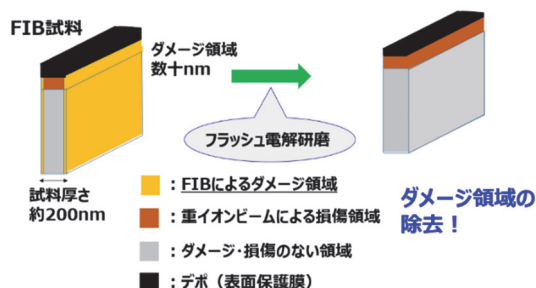 FIB試料
ダメージ領域
数十nm
フラッシュ電解研磨
試料厚さ
約200nm
：FIBによるダメージ領域
：重イオンビームによる損傷領域
：ダメージ・損傷のない領域
：デポ（表面保護膜）
ダメージ領域の
除去！